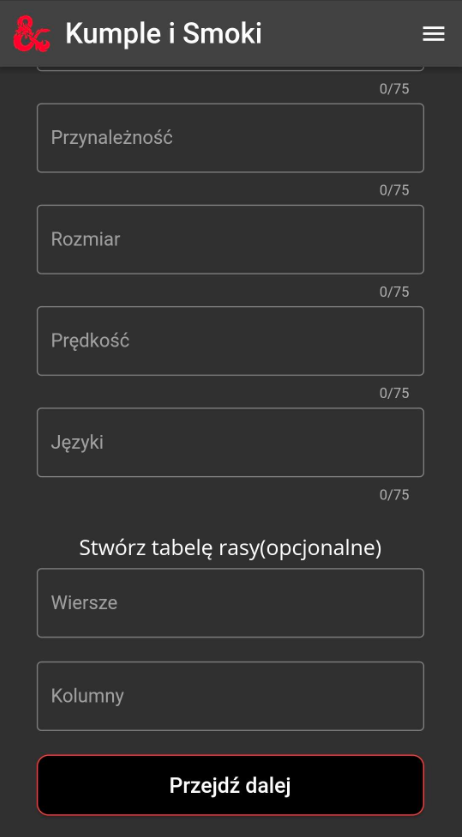 Kumple i Smoki
0/75
Przynależność
0/75
Rozmiar
0/75
Prędkość
0/75
Języki
0/75
Stwórz tabelę rasy(opcjonalne)
Wiersze
Kolumny
Przejdź dalej